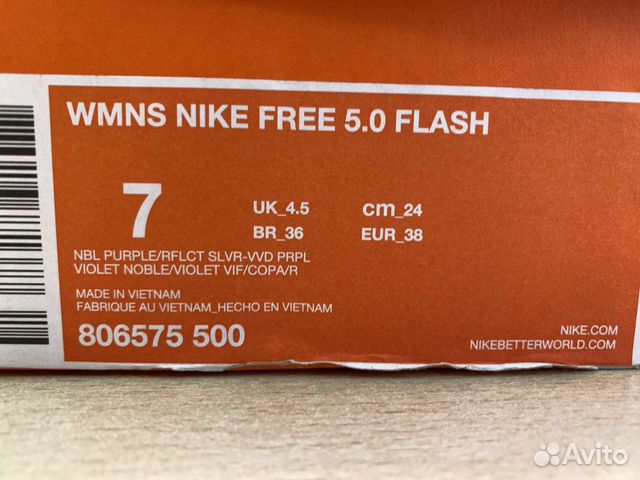 WMNS NIKE FREE 5.0 FLASH
7
UK_4.5 cm_24
BR_36 EUR_38
NBL PURPLE/RFLCT SLVR-VVD PRPL
VIOLET NOBLE/VIOLET VIF/COPA/R
MADE IN VIETNAM
FABRIQUE AU VIETNAM_HECHO EN VIETNAM
806575 500
NIKE.COM
NIKEBETTERWORLD.COM
Avito